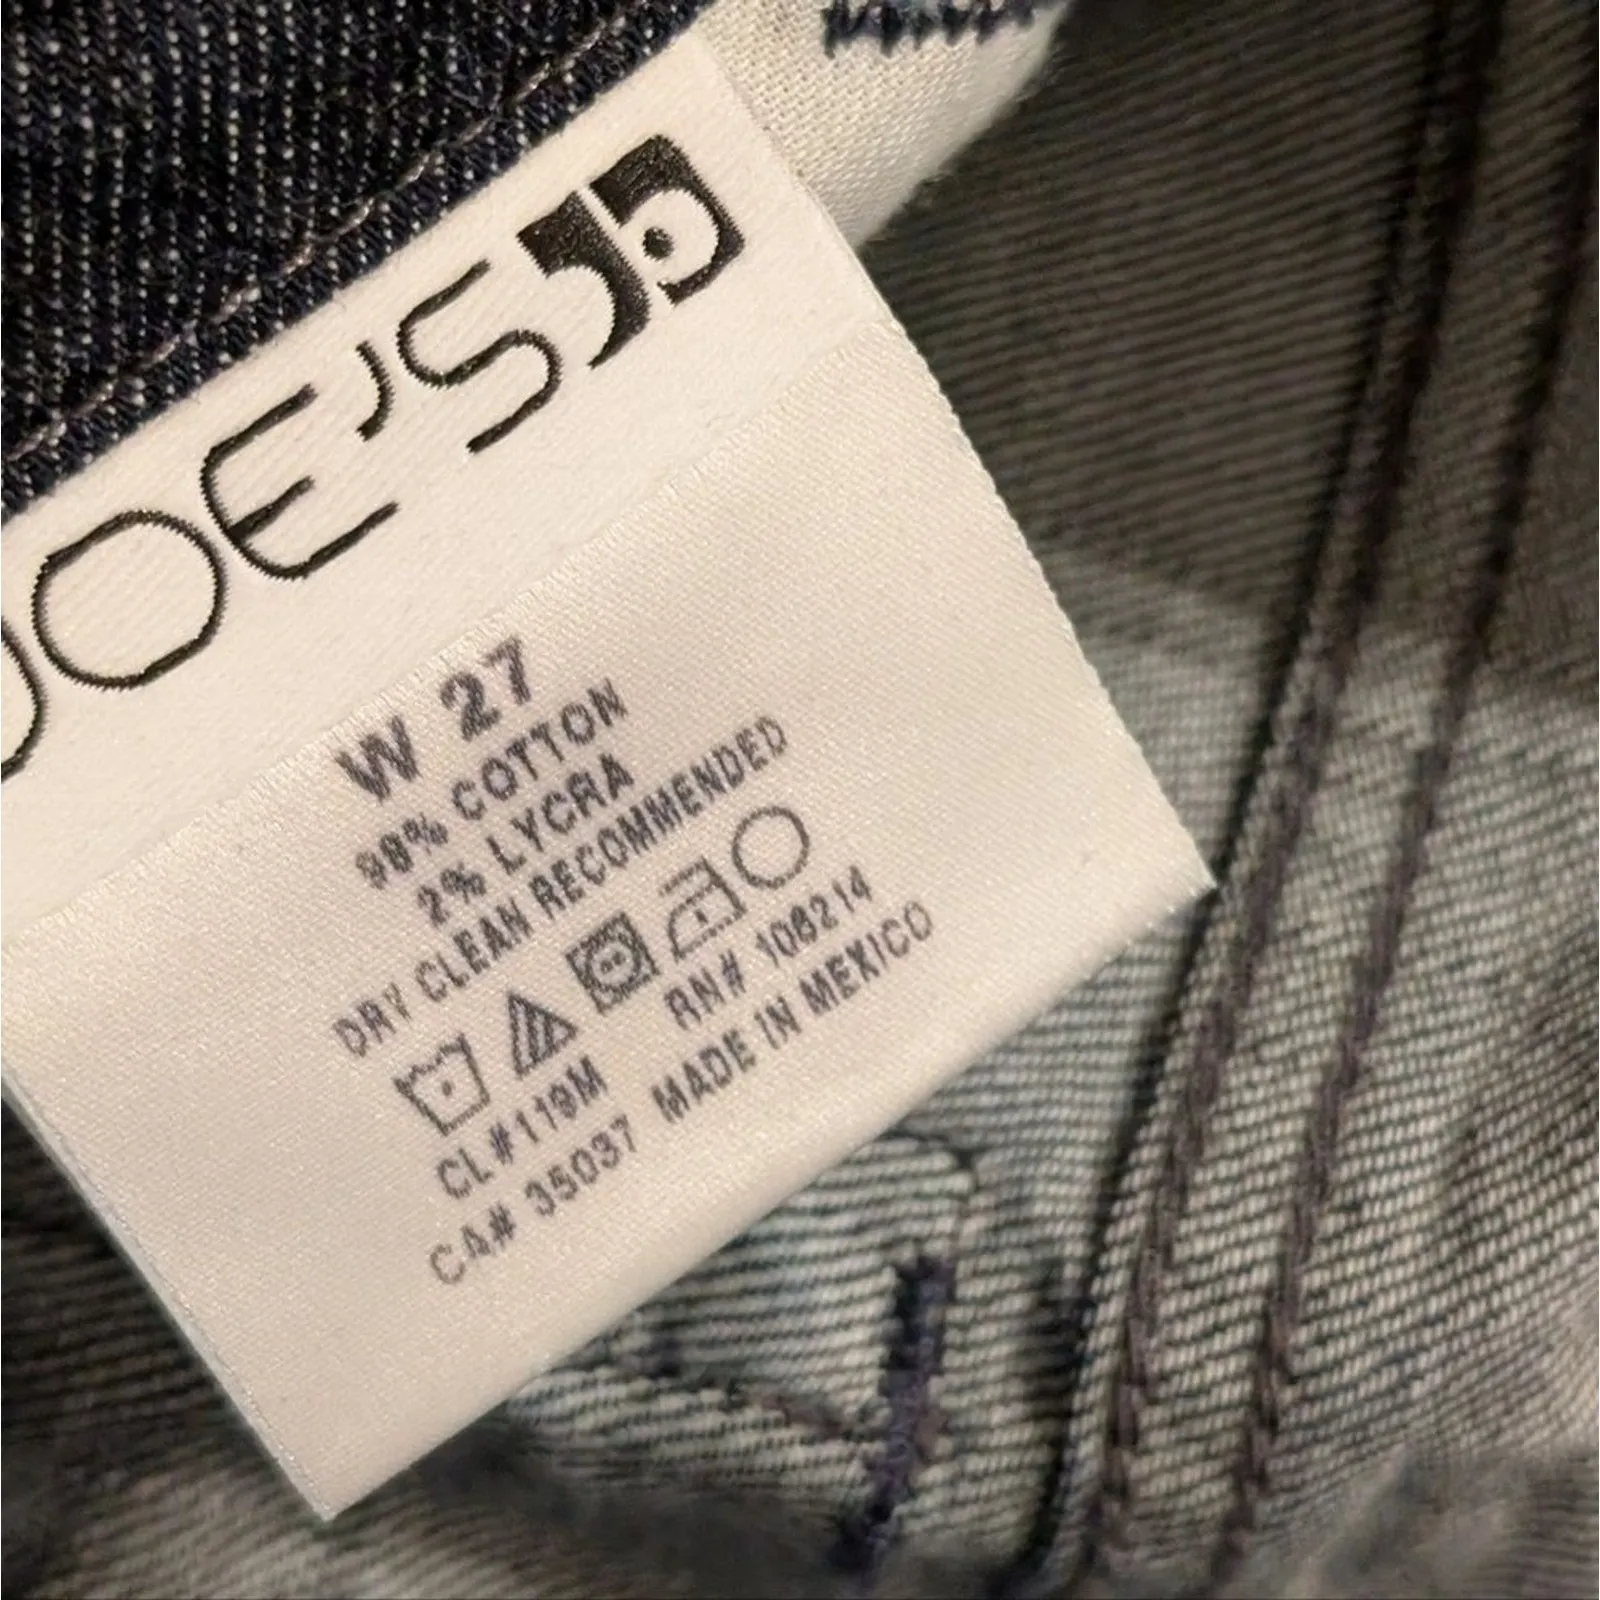 JOE'S
W 27
98% COTTON
2% LYCRA
DRY CLEAN RECOMMENDED
CL#119M RN# 106214
CA# 35037 MADE IN MEXICO